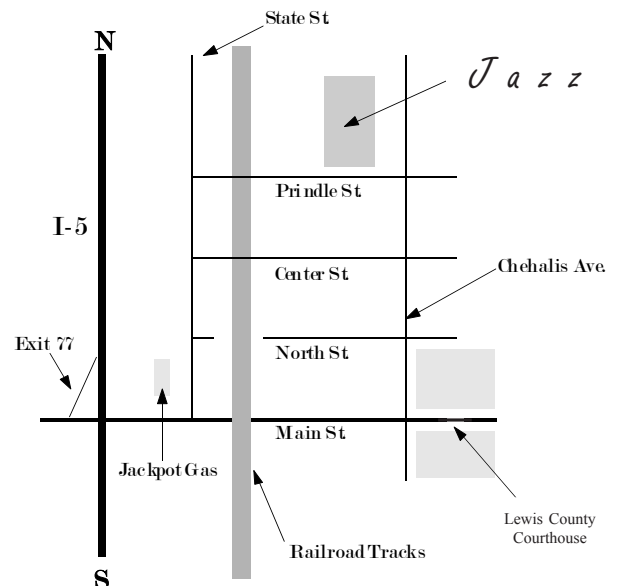 State St.
N
Jazz
Prindle St.
I-5
Center St.
Chehalis Ave.
Exit 77
North St.
Main St.
Jackpot Gas
Lewis County
Courthouse
Railroad Tracks
S